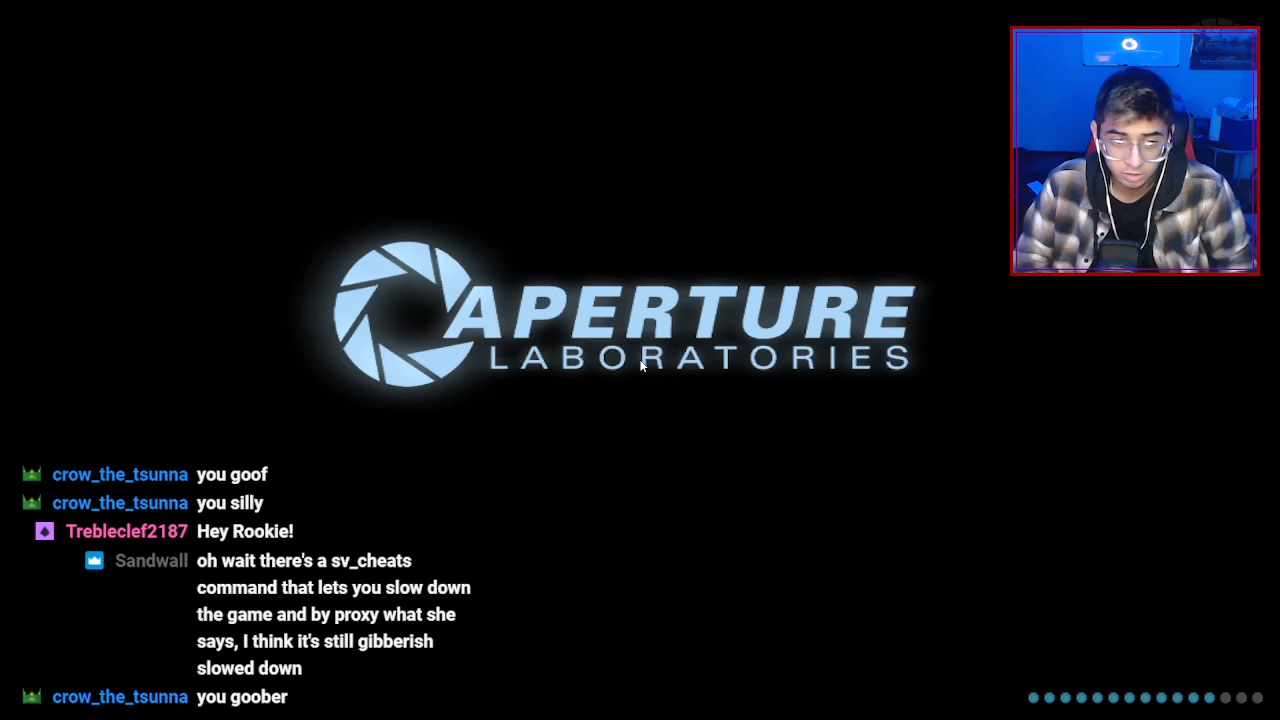 APERTURE
LABORATORIES
crow_the_tsunna you goof
crow_the_tsunna you silly
Trebleclef2187 Hey Rookie!
Sandwall oh wait there's a sv_cheats
command that lets you slow down
the game and by proxy what she
says, I think it's still gibberish
slowed down
crow_the_tsunna you goober